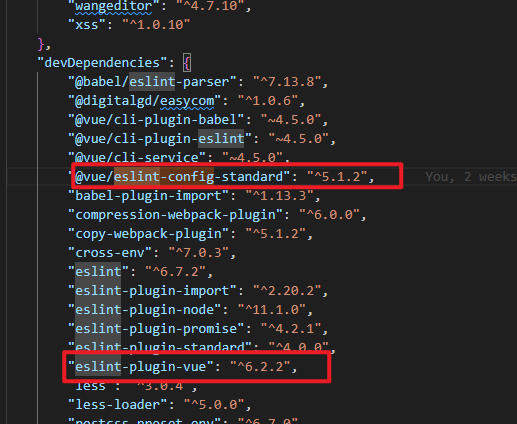 "wangeditor": "^4.7.10",
"xss": "^1.0.10"
},
"devDependencies": {
"@babel/eslint-parser": "^7.13.8",
"@digitalgd/easycom": "^1.0.6",
"@vue/cli-plugin-babel": "~4.5.0",
"@vue/cli-plugin-eslint": "~4.5.0",
"@vue/cli-service": "~4.5.0",
"@vue/eslint-config-standard": "^5.1.2", You, 2 weeks
"babel-plugin-import": "^1.13.3",
"compression-webpack-plugin": "^6.0.0",
"copy-webpack-plugin": "^5.1.2",
"cross-env": "^7.0.3",
"eslint": "^6.7.2",
"eslint-plugin-import": "^2.20.2",
"eslint-plugin-node": "^11.1.0",
"eslint-plugin-promise": "^4.2.1",
"eslint-plugin-standard": "^4.0.0",
"eslint-plugin-vue": "^6.2.2",
"less": "^3.0.4",
"less-loader": "^5.0.0",
"postcss-preset-env": "^6.7.0",